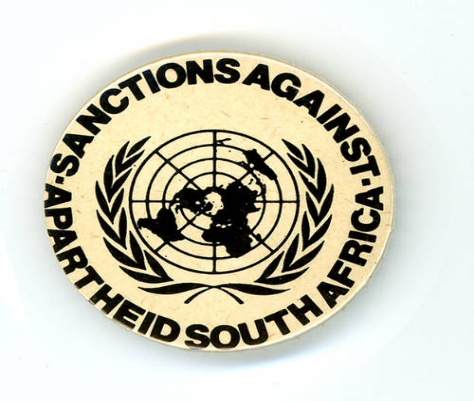 ·SANCTIONS AGAINST·
APARTHEID SOUTH AFRICA